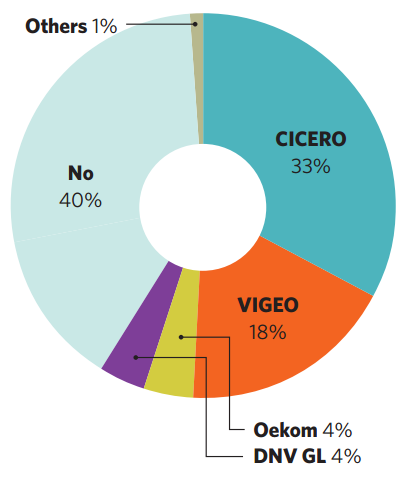 Others 1%
CICERO
33%
No
40%
VIGEO
18%
Oekom 4%
DNV GL 4%